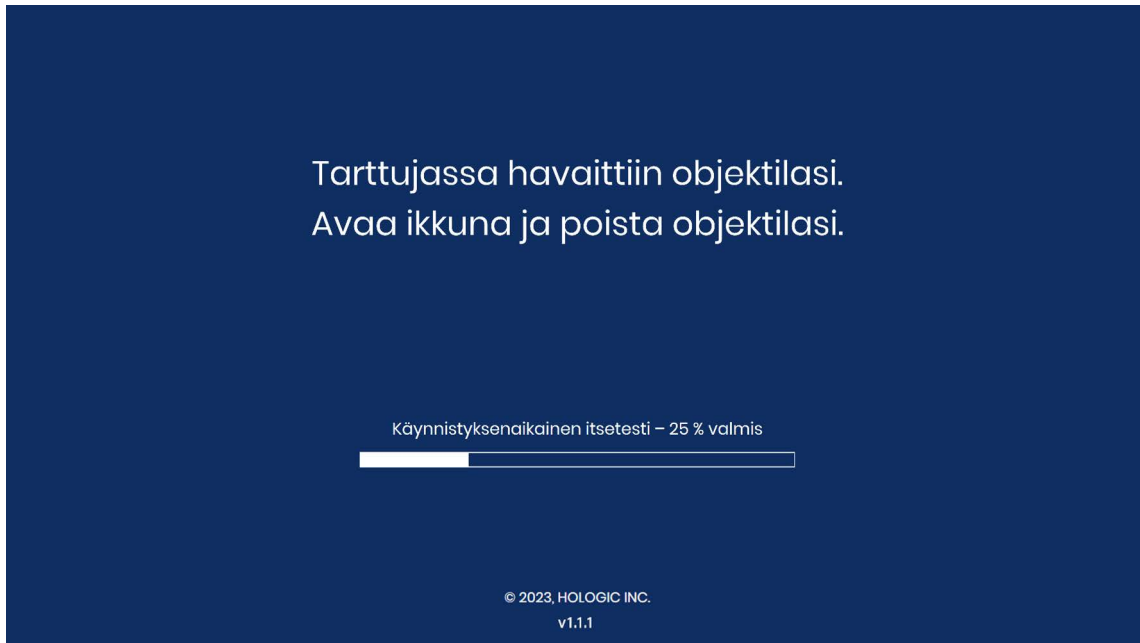 Tarttujassa havaittiin objektilasi.
Avaa ikkuna ja poista objektilasi.
Käynnistyksenaikainen itsetesti – 25 % valmis
© 2023, HOLOGIC INC.
v1.1.1